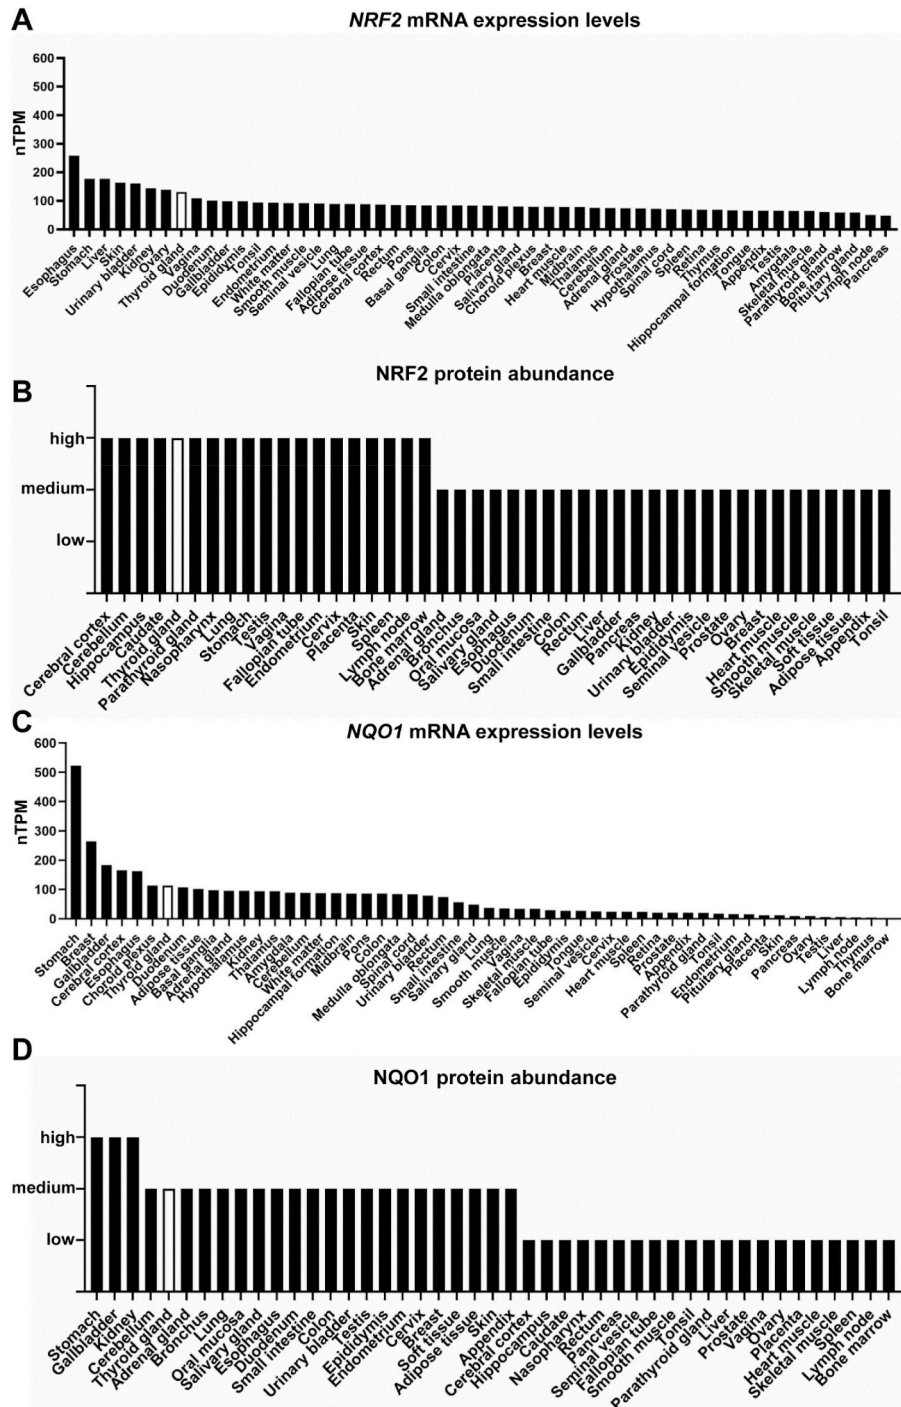 A
NRF2 mRNA expression levels
600
500
400
300
200
100
0
nTPM
Esophagus
Stomach
Liver
Skin
Urinary bladder
Kidney
Ovary
Thyroid gland
Vagina
Duodenum
Gallbladder
Epididymis
Tonsil
Endometrium
White matter
Smooth muscle
Seminal vesicle
Lung
Fallopian tube
Adipose tissue
Cerebral cortex
Rectum
Pons
Basal ganglia
Colon
Cervix
Small intestine
Medulla oblongata
Placenta
Salivary gland
Choroid plexus
Breast
Heart muscle
Midbrain
Thalamus
Cerebellum
Adrenal gland
Prostate
Hypothalamus
Spinal cord
Spleen
Retina
Thymus
Hippocampal formation
Tongue
Appendix
Testis
Amygdala
Skeletal muscle
Parathyroid gland
Bone marrow
Pituitary gland
Lymph node
Pancreas
B
NRF2 protein abundance
high
medium
low
Cerebral cortex
Cerebellum
Hippocampus
Caudate
Thyroid gland
Parathyroid gland
Nasopharynx
Lung
Stomach
Testis
Vagina
Fallopian tube
Endometrium
Cervix
Placenta
Skin
Spleen
Lymph node
Bone marrow
Adrenal gland
Bronchus
Oral mucosa
Salivary gland
Esophagus
Duodenum
Small intestine
Colon
Rectum
Liver
Gallbladder
Pancreas
Kidney
Urinary bladder
Epididymis
Seminal vesicle
Prostate
Ovary
Breast
Heart muscle
Smooth muscle
Skeletal muscle
Soft tissue
Adipose tissue
Appendix
Tonsil
C
NQO1 mRNA expression levels
600
500
400
300
200
100
0
nTPM
Stomach
Breast
Gallbladder
Cerebral cortex
Esophagus
Choroid plexus
Thyroid gland
Duodenum
Adipose tissue
Basal ganglia
Adrenal gland
Hypothalamus
Kidney
Thalamus
Amygdala
Cerebellum
White matter
Hippocampal formation
Midbrain
Pons
Colon
Medulla oblongata
Spinal cord
Urinary bladder
Rectum
Small intestine
Salivary gland
Lung
Smooth muscle
Vagina
Skeletal muscle
Fallopian tube
Epididymis
Tongue
Seminal vesicle
Cervix
Heart muscle
Spleen
Retina
Prostate
Appendix
Parathyroid gland
Tonsil
Endometrium
Pituitary gland
Placenta
Skin
Pancreas
Ovary
Testis
Liver
Lymph node
Thymus
Bone marrow
D
NQO1 protein abundance
high
medium
low
Stomach
Gallbladder
Kidney
Cerebellum
Thyroid gland
Adrenal gland
Bronchus
Lung
Oral mucosa
Salivary gland
Esophagus
Duodenum
Small intestine
Colon
Urinary bladder
Testis
Epididymis
Endometrium
Cervix
Breast
Soft tissue
Adipose tissue
Skin
Appendix
Cerebral cortex
Hippocampus
Caudate
Nasopharynx
Rectum
Pancreas
Seminal vesicle
Fallopian tube
Smooth muscle
Tonsil
Parathyroid gland
Liver
Prostate
Vagina
Ovary
Placenta
Heart muscle
Skeletal muscle
Spleen
Lymph node
Bone marrow